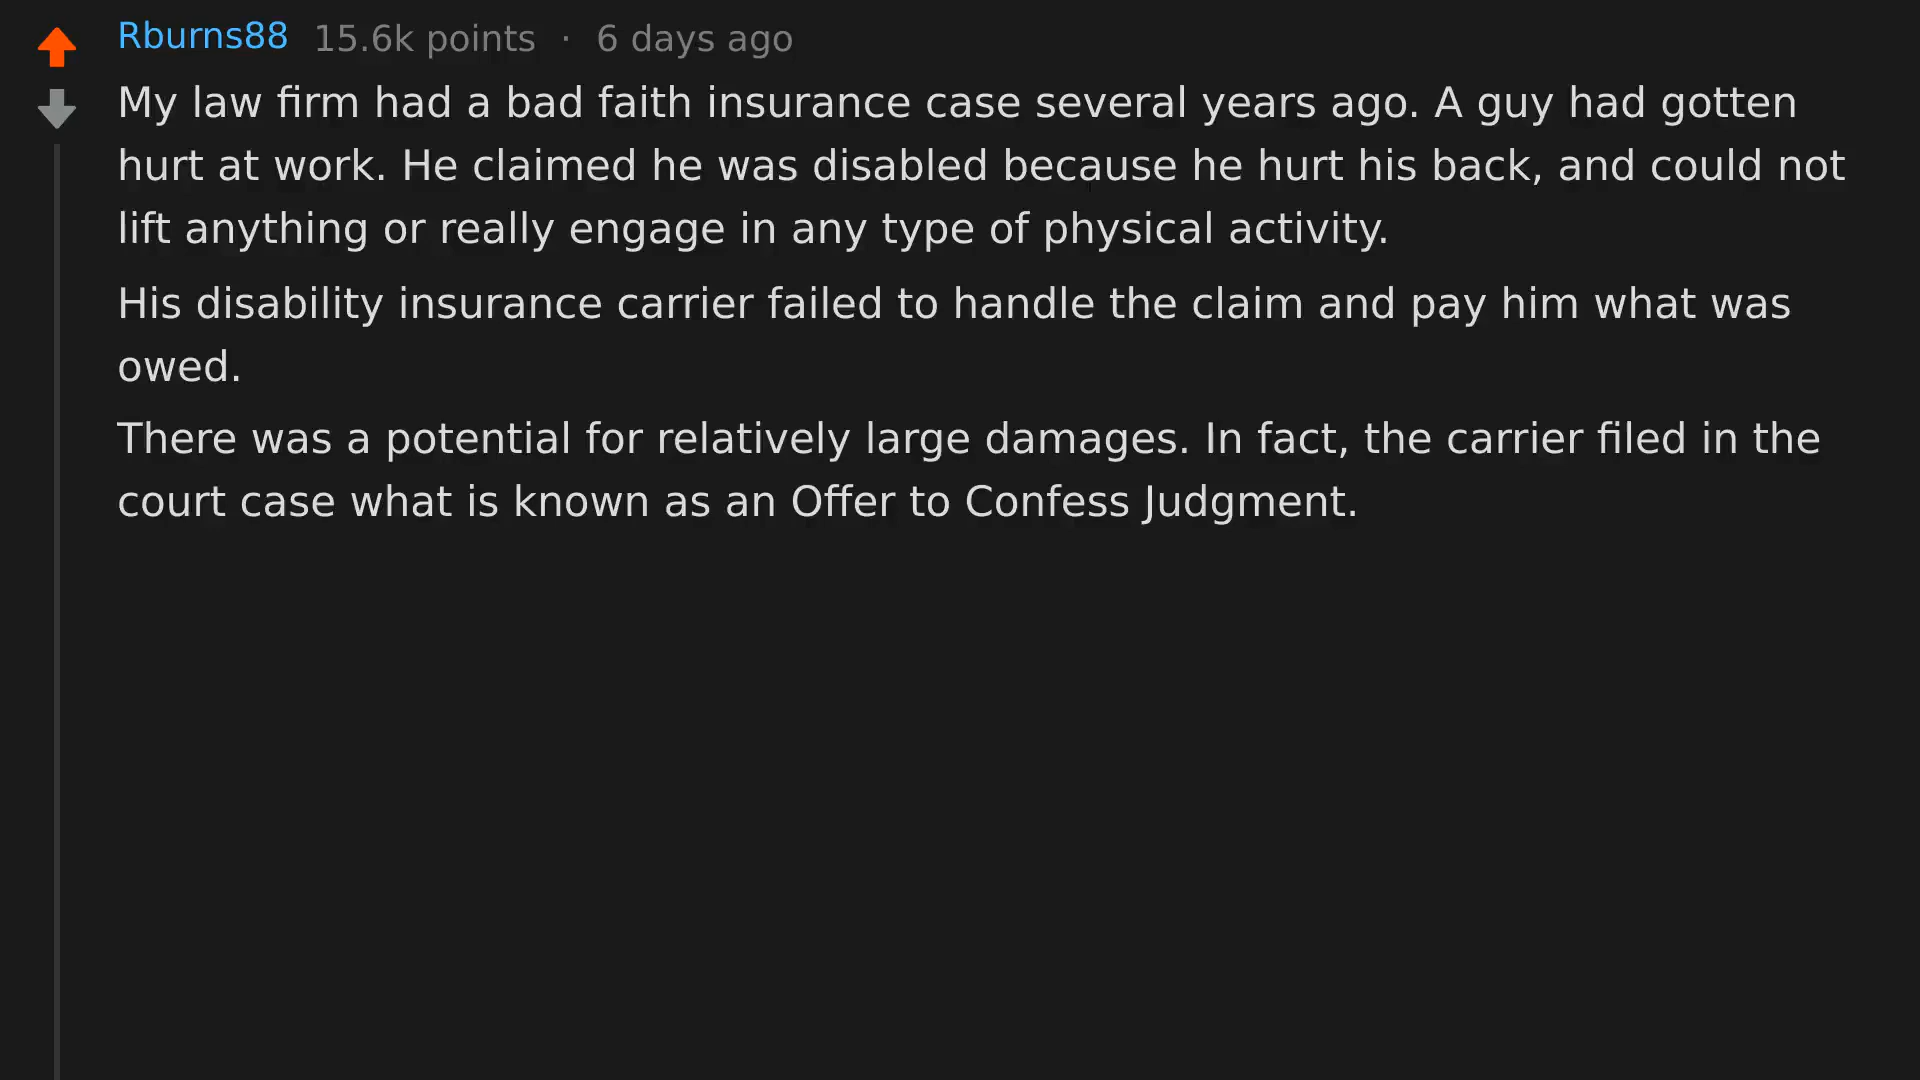 Rburns88 15.6k points · 6 days ago
My law firm had a bad faith insurance case several years ago. A guy had gotten
hurt at work. He claimed he was disabled because he hurt his back, and could not
lift anything or really engage in any type of physical activity.
His disability insurance carrier failed to handle the claim and pay him what was
owed.
There was a potential for relatively large damages. In fact, the carrier filed in the
court case what is known as an Offer to Confess Judgment.